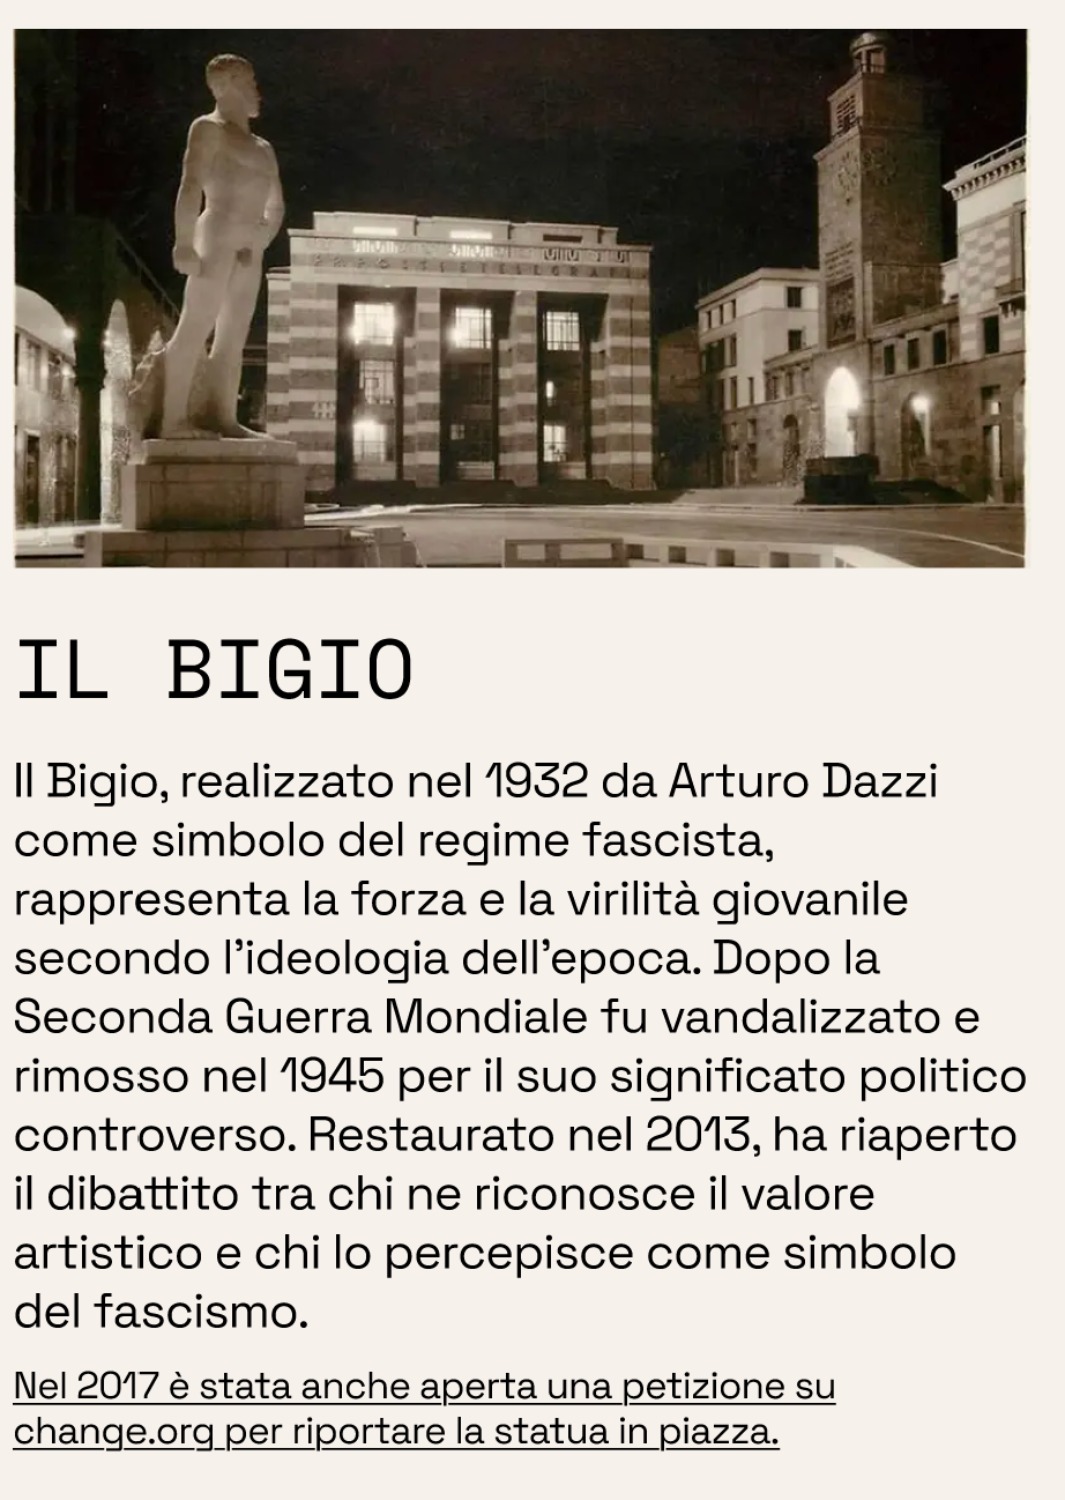 IL BIGIO
Il Bigio, realizzato nel 1932 da Arturo Dazzi
come simbolo del regime fascista,
rappresenta la forza e la virilità giovanile
secondo l’ideologia dell’epoca. Dopo la
Seconda Guerra Mondiale fu vandalizzato e
rimosso nel 1945 per il suo significato politico
controverso. Restaurato nel 2013, ha riaperto
il dibattito tra chi ne riconosce il valore
artistico e chi lo percepisce come simbolo
del fascismo.
Nel 2017 è stata anche aperta una petizione su
change.org per riportare la statua in piazza.